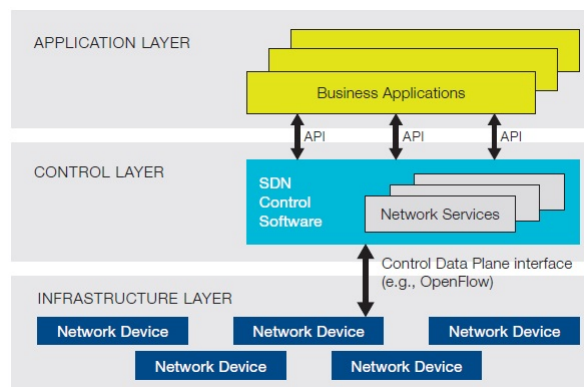 APPLICATION LAYER
Business Applications
API
API
API
CONTROL LAYER
SDN
Control
Software
Network Services
Control Data Plane interface
(e.g., OpenFlow)
INFRASTRUCTURE LAYER
Network Device
Network Device
Network Device
Network Device
Network Device